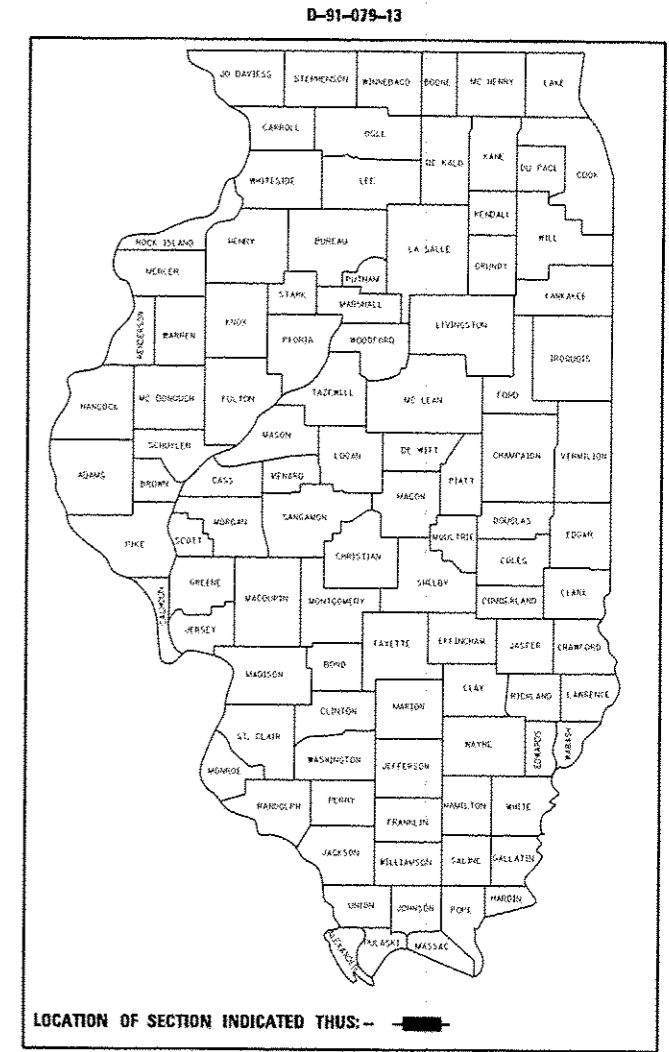 D-91-079-13
JO DAVIESS STEPHENSON WINNEBAGO BOONE MC HENRY LAKE
CARROLL OGLE DE KALB KANE DU PAGE COOK
WHITESIDE LEE KENDALL WILL
ROCK ISLAND HENRY BUREAU LA SALLE GRUNDY
MERCER STARK PUTNAM KANKAKEE
HENDERSON WARREN KNOX PEORIA MARSHALL LIVINGSTON
WOODFORD IROQUOIS
HANCOCK MC DONOUGH FULTON TAZEWELL MC LEAN FORD
SCHUYLER MASON LOGAN DE WITT CHAMPAIGN VERMILION
ADAMS BROWN CASS MENARD MACON PIATT
PIKE SCOTT MORGAN SANGAMON CHRISTIAN MOULTRIE DOUGLAS EDGAR
COLES
CALHOUN GREENE MACOUPIN MONTGOMERY SHELBY CUMBERLAND CLARK
JERSEY FAYETTE EFFINGHAM JASPER CRAWFORD
MADISON BOND
CLINTON MARION CLAY RICHLAND LAWRENCE
ST. CLAIR WASHINGTON JEFFERSON WAYNE EDWARDS WABASH
MONROE
RANDOLPH PERRY FRANKLIN HAMILTON WHITE
JACKSON WILLIAMSON SALINE GALLATIN
UNION JOHNSON POPE HARDIN
ALEXANDER PULASKI MASSAC
LOCATION OF SECTION INDICATED THUS:-